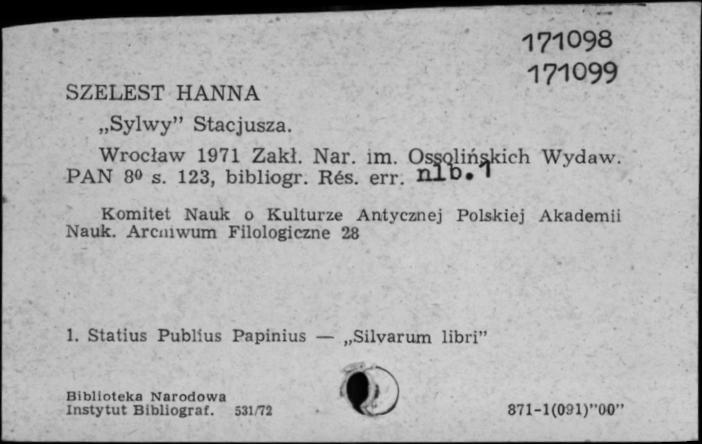 171098
171099
SZELEST HANNA
„Sylwy” Stacjusza.
Wrocław 1971 Zakł. Nar. im. Ossolińskich Wydaw.
PAN 8⁰ s. 123, bibliogr. Rés. err. nlb. 1
Komitet Nauk o Kulturze Antycznej Polskiej Akademii
Nauk. Archiwum Filologiczne 28
1. Statius Publius Papinius — „Silvarum libri”
Biblioteka Narodowa
Instytut Bibliograf. 531/72
871-1(091)”00”